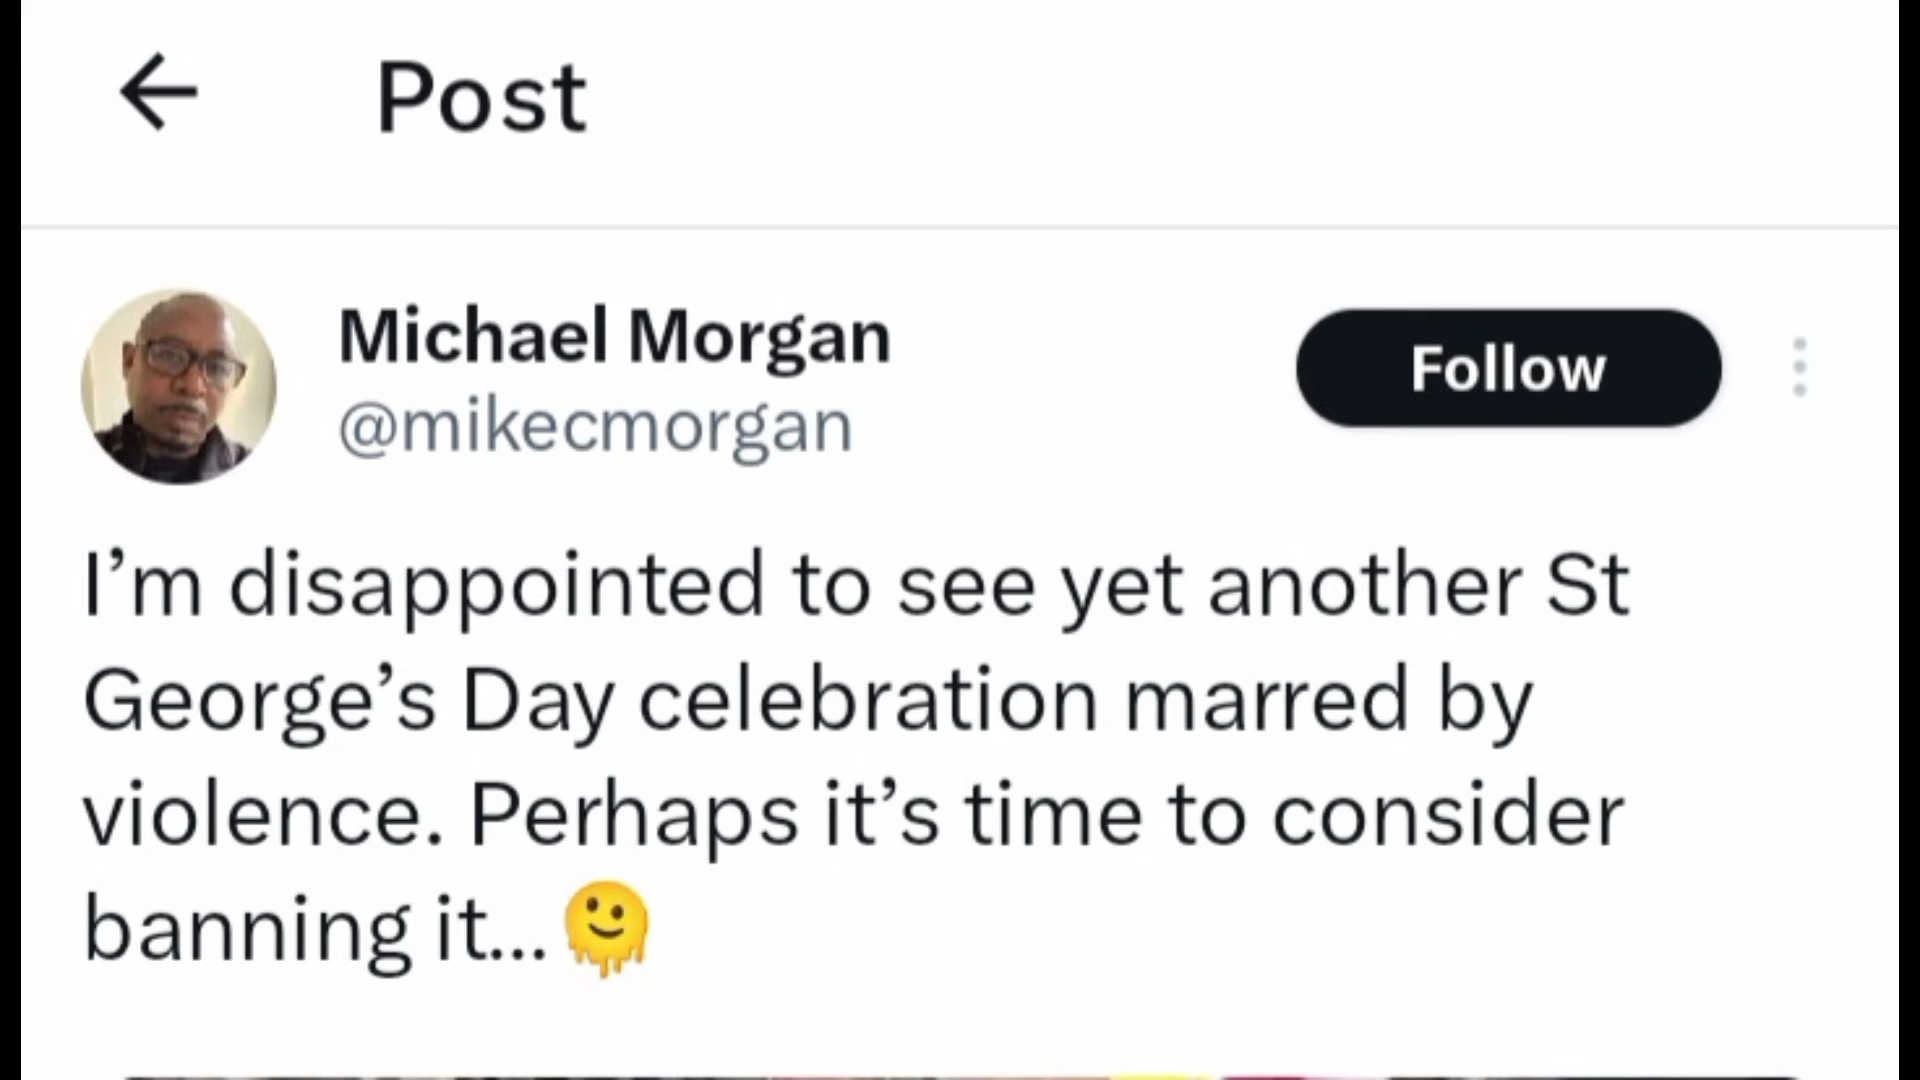 Post
Michael Morgan
Follow
@mikecmorgan
I’m disappointed to see yet another St
George’s Day celebration marred by
violence. Perhaps it’s time to consider
banning it...🫠